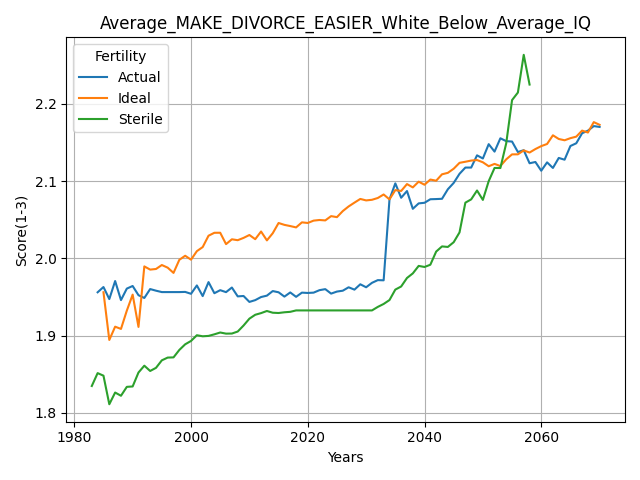 Average_MAKE_DIVORCE_EASIER_White_Below_Average_IQ
Fertility
Actual
Ideal
Sterile
Score(1-3)
2.2
2.1
2.0
1.9
1.8
1980
2000
2020
2040
2060
Years